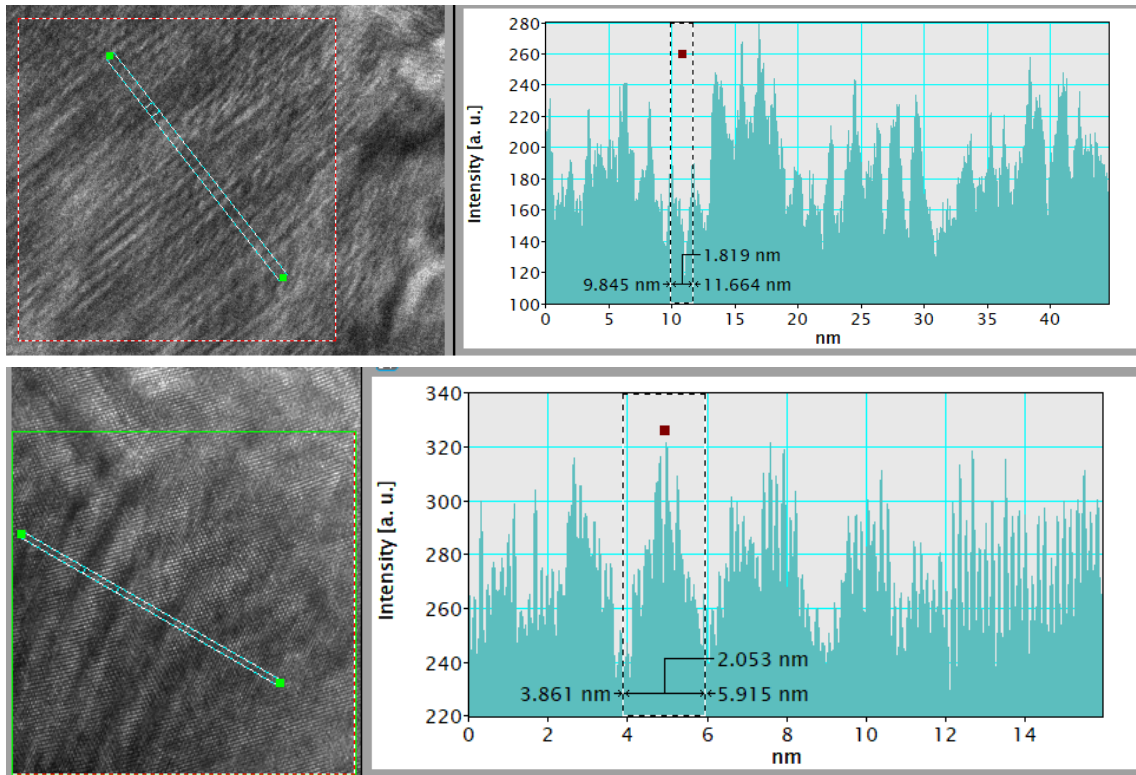 280
260
240
220
200
180
160
140
120
100
Intensity [a. u.]
1.819 nm
9.845 nm
11.664 nm
0 5 10 15 20 25 30 35 40
nm
340
320
300
280
260
240
220
Intensity [a. u.]
2.053 nm
3.861 nm
5.915 nm
0 2 4 6 8 10 12 14
nm